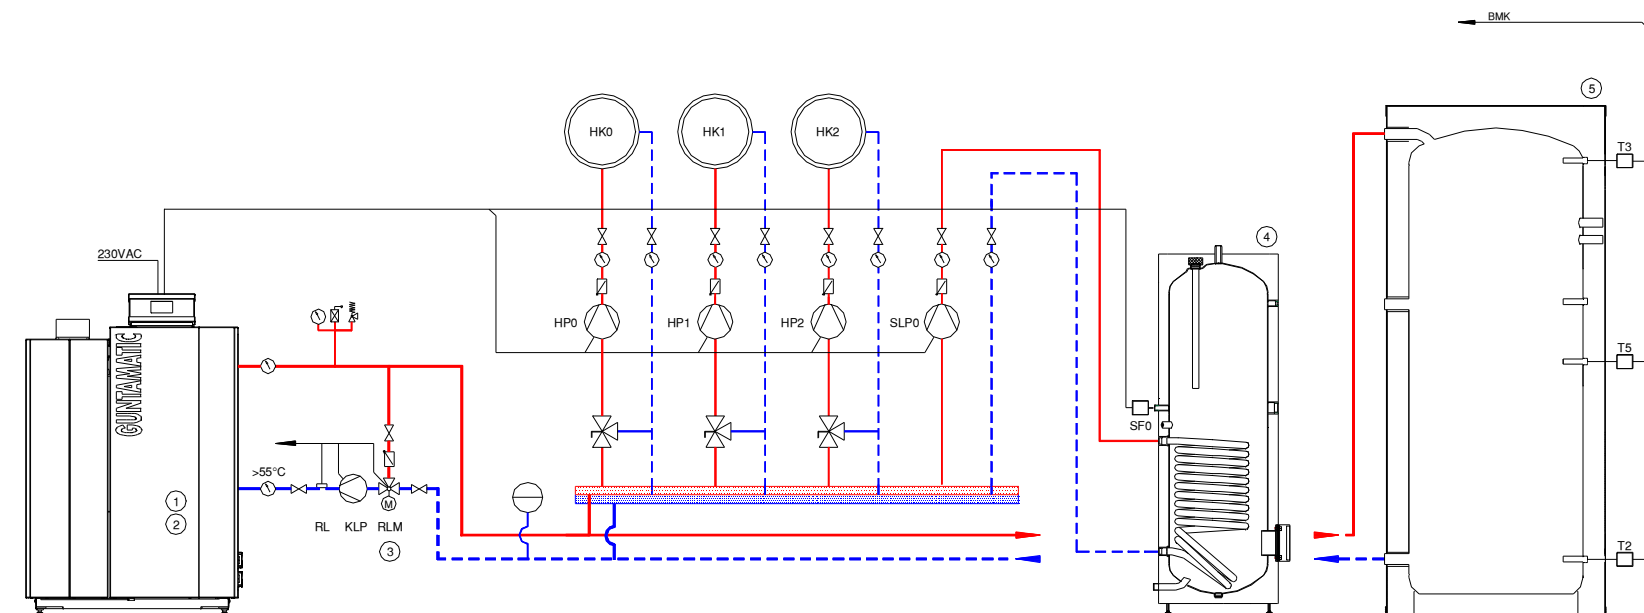 BMK
5
HK0
HK1
HK2
T3
4
230VAC
HP0
HP1
HP2
SLP0
GUNTAMATIC
T5
SF0
>55°C
1
M
2
RL
KLP
RLM
3
T2